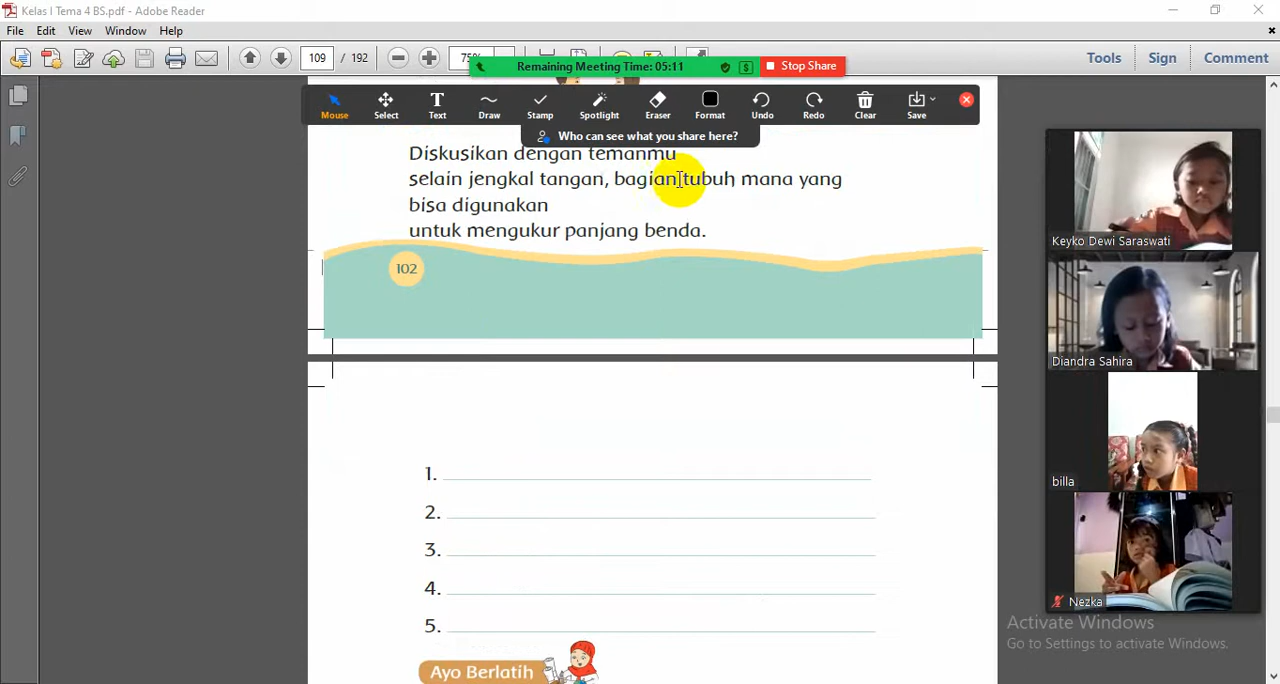 Kelas I Tema 4 BS.pdf - Adobe Reader
File Edit View Window Help
109 / 192
75%
Tools Sign Comment
Remaining Meeting Time: 05:11
Stop Share
Mouse Select Text Draw Stamp Spotlight Eraser Format Undo Redo Clear Save
Who can see what you share here?
Diskusikan dengan temanmu
selain jengkal tangan, bagian tubuh mana yang
bisa digunakan
untuk mengukur panjang benda.
102
1.
2.
3.
4.
5.
Ayo Berlatih
Keyko Dewi Saraswati
Diandra Sahira
billa
Nezka
Activate Windows
Go to Settings to activate Windows.